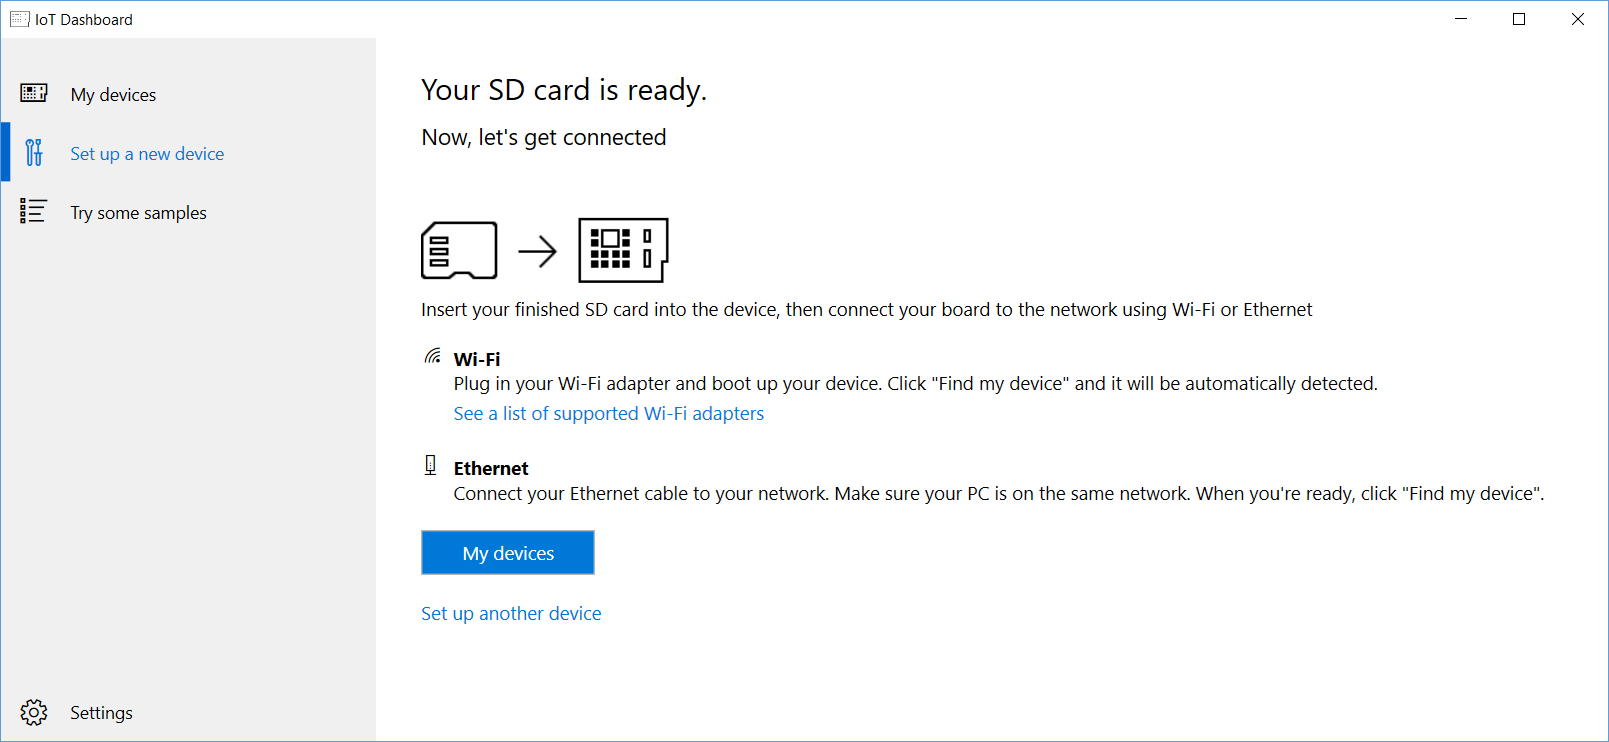 IoT Dashboard
My devices
Set up a new device
Try some samples
Settings
Your SD card is ready.
Now, let's get connected
Insert your finished SD card into the device, then connect your board to the network using Wi-Fi or Ethernet
Wi-Fi
Plug in your Wi-Fi adapter and boot up your device. Click "Find my device" and it will be automatically detected.
See a list of supported Wi-Fi adapters
Ethernet
Connect your Ethernet cable to your network. Make sure your PC is on the same network. When you're ready, click "Find my device".
My devices
Set up another device